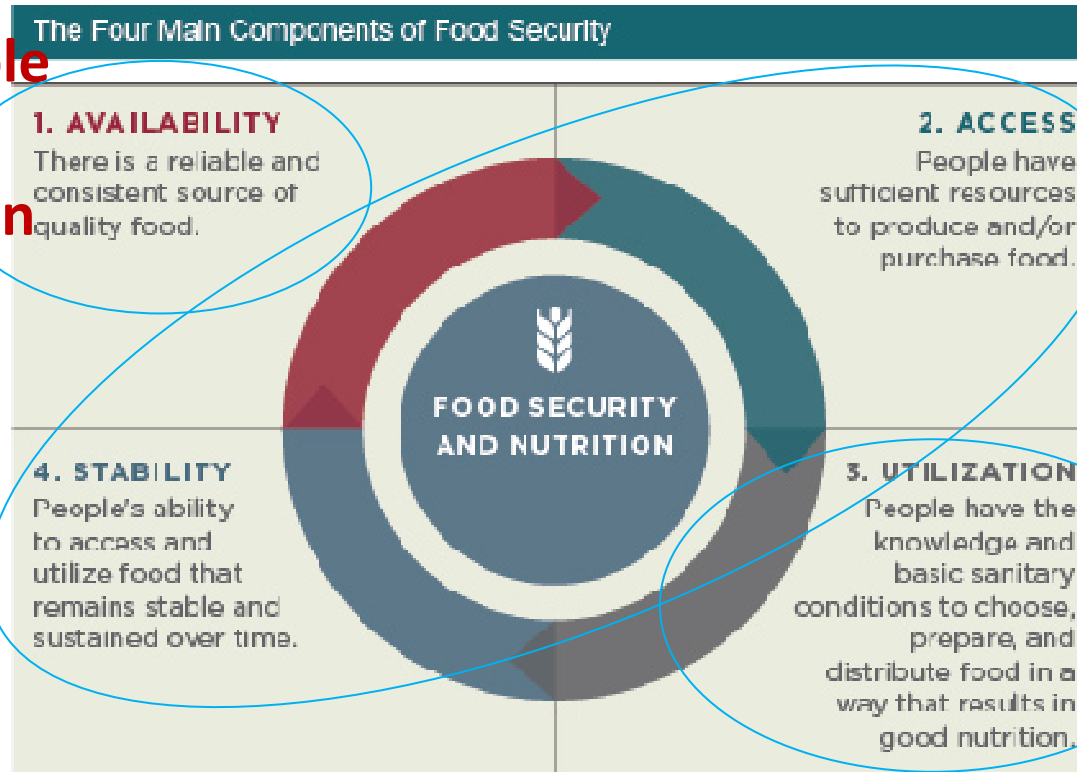 The Four Main Components of Food Security
1. AVAILABILITY
There is a reliable and
consistent source of
quality food.
2. ACCESS
People have
sufficient resources
to produce and/or
purchase food.
FOOD SECURITY
AND NUTRITION
4. STABILITY
People's ability
to access and
utilize food that
remains stable and
sustained over time.
3. UTILIZATION
People have the
knowledge and
basic sanitary
conditions to choose,
prepare, and
distribute food in a
way that results in
good nutrition.